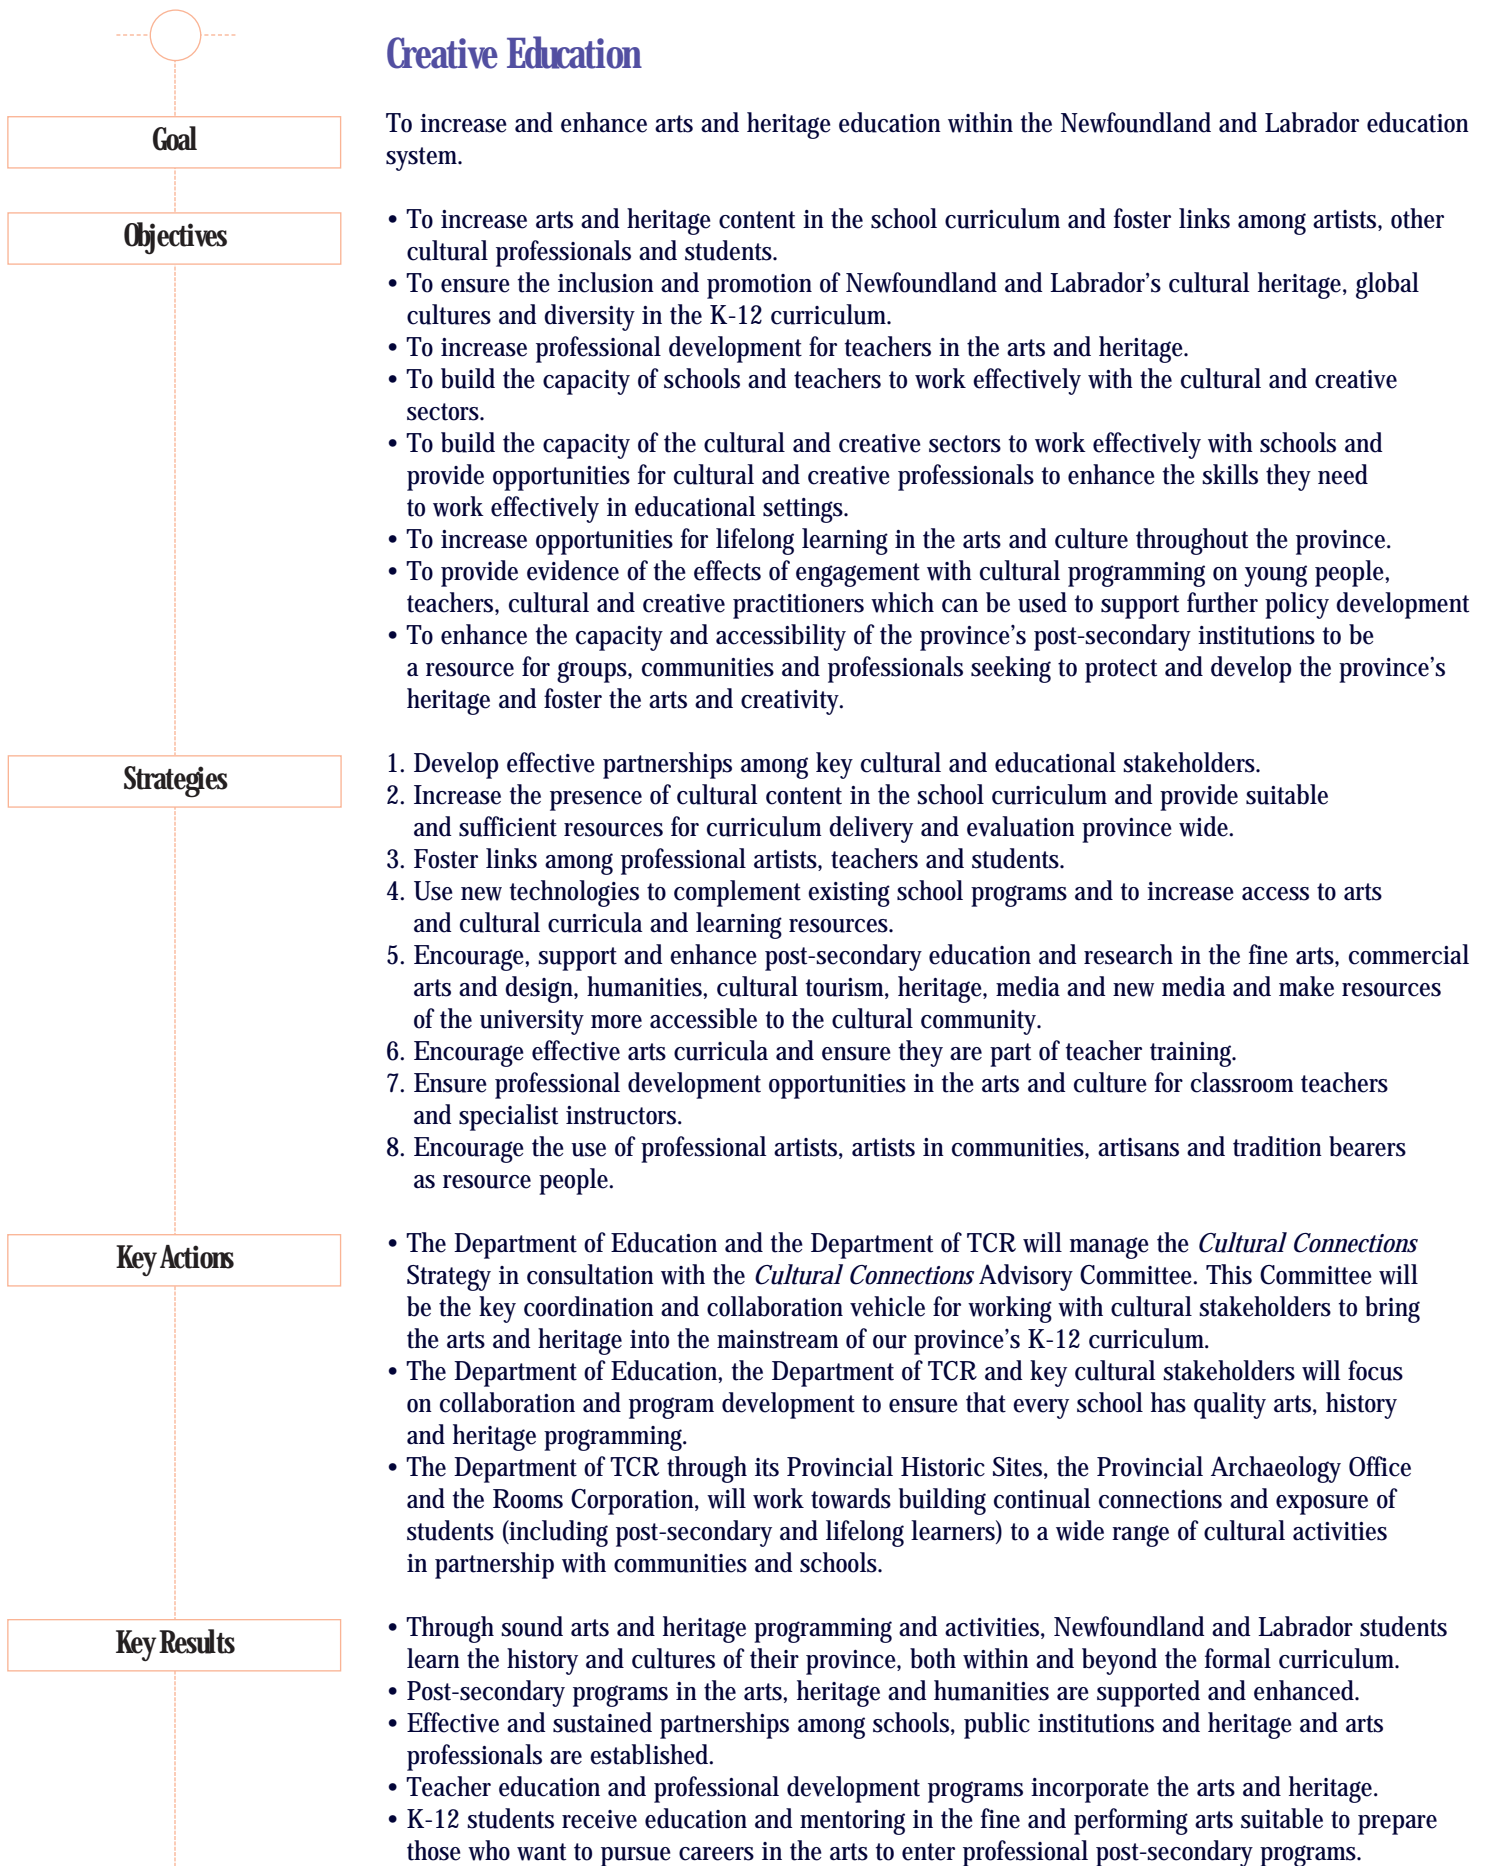 Creative Education
Goal
To increase and enhance arts and heritage education within the Newfoundland and Labrador education
system.
Objectives
• To increase arts and heritage content in the school curriculum and foster links among artists, other
cultural professionals and students.
• To ensure the inclusion and promotion of Newfoundland and Labrador's cultural heritage, global
cultures and diversity in the K-12 curriculum.
• To increase professional development for teachers in the arts and heritage.
• To build the capacity of schools and teachers to work effectively with the cultural and creative
sectors.
• To build the capacity of the cultural and creative sectors to work effectively with schools and
provide opportunities for cultural and creative professionals to enhance the skills they need
to work effectively in educational settings.
• To increase opportunities for lifelong learning in the arts and culture throughout the province.
• To provide evidence of the effects of engagement with cultural programming on young people,
teachers, cultural and creative practitioners which can be used to support further policy development
• To enhance the capacity and accessibility of the province's post-secondary institutions to be
a resource for groups, communities and professionals seeking to protect and develop the province's
heritage and foster the arts and creativity.
Strategies
1. Develop effective partnerships among key cultural and educational stakeholders.
2. Increase the presence of cultural content in the school curriculum and provide suitable
and sufficient resources for curriculum delivery and evaluation province wide.
3. Foster links among professional artists, teachers and students.
4. Use new technologies to complement existing school programs and to increase access to arts
and cultural curricula and learning resources.
5. Encourage, support and enhance post-secondary education and research in the fine arts, commercial
arts and design, humanities, cultural tourism, heritage, media and new media and make resources
of the university more accessible to the cultural community.
6. Encourage effective arts curricula and ensure they are part of teacher training.
7. Ensure professional development opportunities in the arts and culture for classroom teachers
and specialist instructors.
8. Encourage the use of professional artists, artists in communities, artisans and tradition bearers
as resource people.
Key Actions
• The Department of Education and the Department of TCR will manage the Cultural Connections
Strategy in consultation with the Cultural Connections Advisory Committee. This Committee will
be the key coordination and collaboration vehicle for working with cultural stakeholders to bring
the arts and heritage into the mainstream of our province's K-12 curriculum.
• The Department of Education, the Department of TCR and key cultural stakeholders will focus
on collaboration and program development to ensure that every school has quality arts, history
and heritage programming.
• The Department of TCR through its Provincial Historic Sites, the Provincial Archaeology Office
and the Rooms Corporation, will work towards building continual connections and exposure of
students (including post-secondary and lifelong learners) to a wide range of cultural activities
in partnership with communities and schools.
Key Results
• Through sound arts and heritage programming and activities, Newfoundland and Labrador students
learn the history and cultures of their province, both within and beyond the formal curriculum.
• Post-secondary programs in the arts, heritage and humanities are supported and enhanced.
• Effective and sustained partnerships among schools, public institutions and heritage and arts
professionals are established.
• Teacher education and professional development programs incorporate the arts and heritage.
• K-12 students receive education and mentoring in the fine and performing arts suitable to prepare
those who want to pursue careers in the arts to enter professional post-secondary programs.